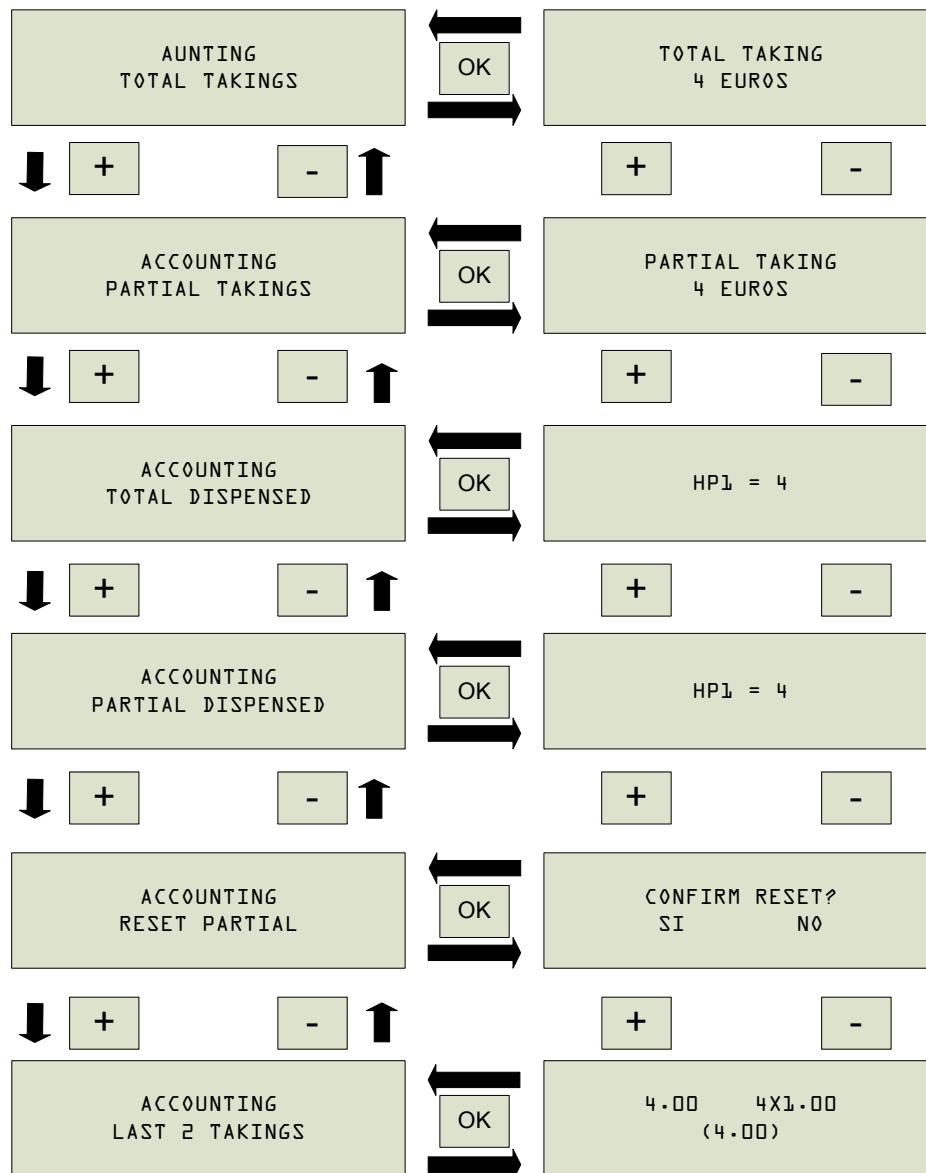 AUNTING
TOTAL TAKINGS
OK
TOTAL TAKING
4 EUROS
+
-
+
-
ACCOUNTING
PARTIAL TAKINGS
OK
PARTIAL TAKING
4 EUROS
+
-
+
-
ACCOUNTING
TOTAL DISPENSED
OK
HP1 = 4
+
-
+
-
ACCOUNTING
PARTIAL DISPENSED
OK
HP1 = 4
+
-
+
-
ACCOUNTING
RESET PARTIAL
OK
CONFIRM RESET?
SI NO
+
-
+
-
ACCOUNTING
LAST 2 TAKINGS
OK
4.00 4X1.00
(4.00)